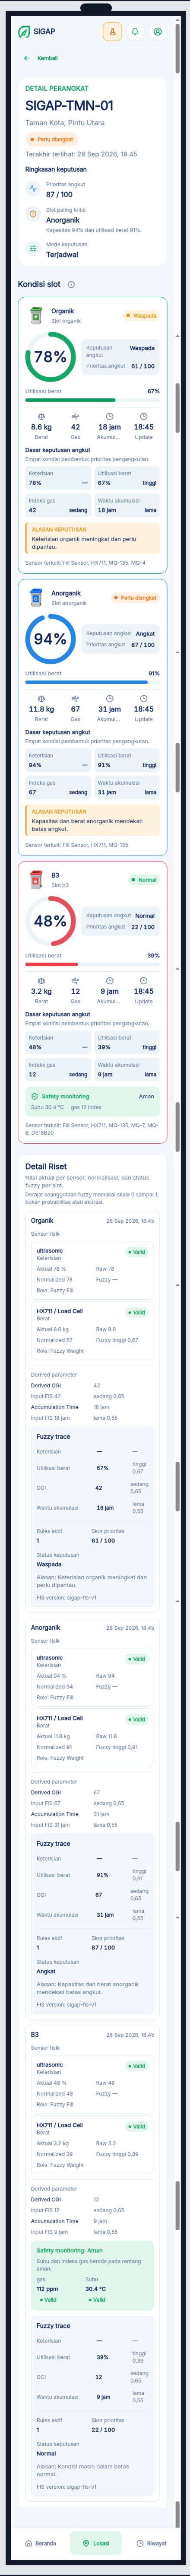 SIGAP
Kembali
DETAIL PERANGKAT
SIGAP-TMN-01
Taman Kota, Pintu Utara
Perlu diangkut
Terakhir terlihat: 28 Sep 2026, 18.45
Ringkasan keputusan
Prioritas angkut
87 / 100
Slot paling kritis
Anorganik
Kapasitas 94% dan utilisasi berat 91%.
Mode keputusan
Terjadwal
Kondisi slot
Organik
Slot organik
Waspada
78%
Keputusan angkut
Waspada
Prioritas angkut
61 / 100
Utilisasi berat
67%
8.6 kg
42
18 jam
18:45
Berat
Gas
Akumul...
Update
Dasar keputusan angkut
Empat kondisi pembentuk prioritas pengangkutan.
Keterisian
78%
—
Utilisasi berat
67%
tinggi
Indeks gas
42
sedang
Waktu akumulasi
18 jam
lama
ALASAN KEPUTUSAN
Keterisian organik meningkat dan perlu dipantau.
Sensor terkait: Fill Sensor, HX711, MQ-135, MQ-4
Anorganik
Slot anorganik
Perlu diangkut
94%
Keputusan angkut
Angkat
Prioritas angkut
87 / 100
Utilisasi berat
91%
11.8 kg
67
31 jam
18:45
Berat
Gas
Akumul...
Update
Dasar keputusan angkut
Empat kondisi pembentuk prioritas pengangkutan.
Keterisian
94%
—
Utilisasi berat
91%
tinggi
Indeks gas
67
sedang
Waktu akumulasi
31 jam
lama
ALASAN KEPUTUSAN
Kapasitas dan berat anorganik mendekati batas angkut.
Sensor terkait: Fill Sensor, HX711, MQ-135
B3
Slot b3
Normal
48%
Keputusan angkut
Normal
Prioritas angkut
22 / 100
Utilisasi berat
39%
3.2 kg
12
9 jam
18:45
Berat
Gas
Akumul...
Update
Dasar keputusan angkut
Empat kondisi pembentuk prioritas pengangkutan.
Keterisian
48%
—
Utilisasi berat
39%
tinggi
Indeks gas
12
sedang
Waktu akumulasi
9 jam
lama
Safety monitoring
Aman
Suhu 30.4 °C
gas 12 index
Sensor terkait: Fill Sensor, HX711, MQ-135, MQ-7, MQ-8, DS18B20
Detail Riset
Nilai aktual per sensor, normalisasi, dan status fuzzy per slot.
Derajat keanggotaan fuzzy memakai skala 0 sampai 1, bukan probabilitas atau akurasi.
Organik
28 Sep 2026, 18.45
Sensor fisik
ultrasonic
Keterisian
Valid
Aktual 78 %
Raw 78
Normalized 78
Fuzzy —
Role: Fuzzy Fill
HX711 / Load Cell
Berat
Valid
Aktual 8.6 kg
Raw 8.6
Normalized 67
Fuzzy tinggi 0,67
Role: Fuzzy Weight
Derived parameter
Derived OGI
42
Input FIS 42
sedang 0,65
Accumulation Time
18 jam
Input FIS 18 jam
lama 0,55
Fuzzy trace
Keterisian
—
—
Utilisasi berat
67%
tinggi 0,67
OGI
42
sedang 0,65
Waktu akumulasi
18 jam
lama 0,55
Rules aktif
1
Skor prioritas
61 / 100
Status keputusan
Waspada
Alasan: Keterisian organik meningkat dan perlu dipantau.
FIS version: sigap-fis-v1
Anorganik
28 Sep 2026, 18.45
Sensor fisik
ultrasonic
Keterisian
Valid
Aktual 94 %
Raw 94
Normalized 94
Fuzzy —
Role: Fuzzy Fill
HX711 / Load Cell
Berat
Valid
Aktual 11.8 kg
Raw 11.8
Normalized 91
Fuzzy tinggi 0,91
Role: Fuzzy Weight
Derived parameter
Derived OGI
67
Input FIS 67
sedang 0,65
Accumulation Time
31 jam
Input FIS 31 jam
lama 0,55
Fuzzy trace
Keterisian
—
—
Utilisasi berat
91%
tinggi 0,91
OGI
67
sedang 0,65
Waktu akumulasi
31 jam
lama 0,55
Rules aktif
1
Skor prioritas
87 / 100
Status keputusan
Angkat
Alasan: Kapasitas dan berat anorganik mendekati batas angkut.
FIS version: sigap-fis-v1
B3
28 Sep 2026, 18.45
Sensor fisik
ultrasonic
Keterisian
Valid
Aktual 48 %
Raw 48
Normalized 48
Fuzzy —
Role: Fuzzy Fill
HX711 / Load Cell
Berat
Valid
Aktual 3.2 kg
Raw 3.2
Normalized 39
Fuzzy tinggi 0,39
Role: Fuzzy Weight
Derived parameter
Derived OGI
12
Input FIS 12
sedang 0,65
Accumulation Time
9 jam
Input FIS 9 jam
lama 0,55
Safety monitoring: Aman
Suhu dan indeks gas berada pada rentang aman.
gas
Suhu
112 ppm
30.4 °C
Valid
Valid
Fuzzy trace
Keterisian
—
—
Utilisasi berat
39%
tinggi 0,39
OGI
12
sedang 0,65
Waktu akumulasi
9 jam
lama 0,55
Rules aktif
1
Skor prioritas
22 / 100
Status keputusan
Normal
Alasan: Kondisi masih dalam batas normal.
FIS version: sigap-fis-v1
Beranda
Lokasi
Riwayat